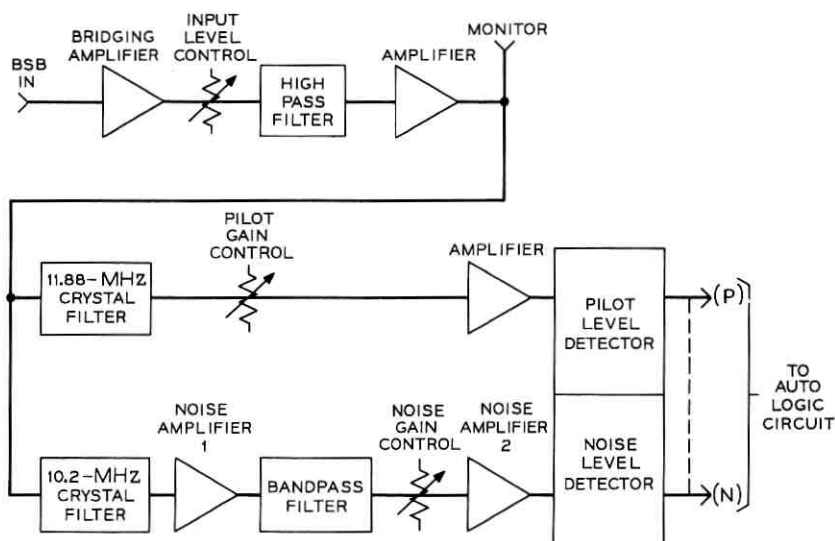 BSB
IN
BRIDGING
AMPLIFIER
INPUT
LEVEL
CONTROL
HIGH
PASS
FILTER
AMPLIFIER
MONITOR
11.88-MHZ
CRYSTAL
FILTER
PILOT
GAIN
CONTROL
AMPLIFIER
PILOT
LEVEL
DETECTOR
(P)
10.2-MHZ
CRYSTAL
FILTER
NOISE
AMPLIFIER
1
BANDPASS
FILTER
NOISE
GAIN
CONTROL
NOISE
AMPLIFIER
2
NOISE
LEVEL
DETECTOR
(N)
TO
AUTO
LOGIC
CIRCUIT